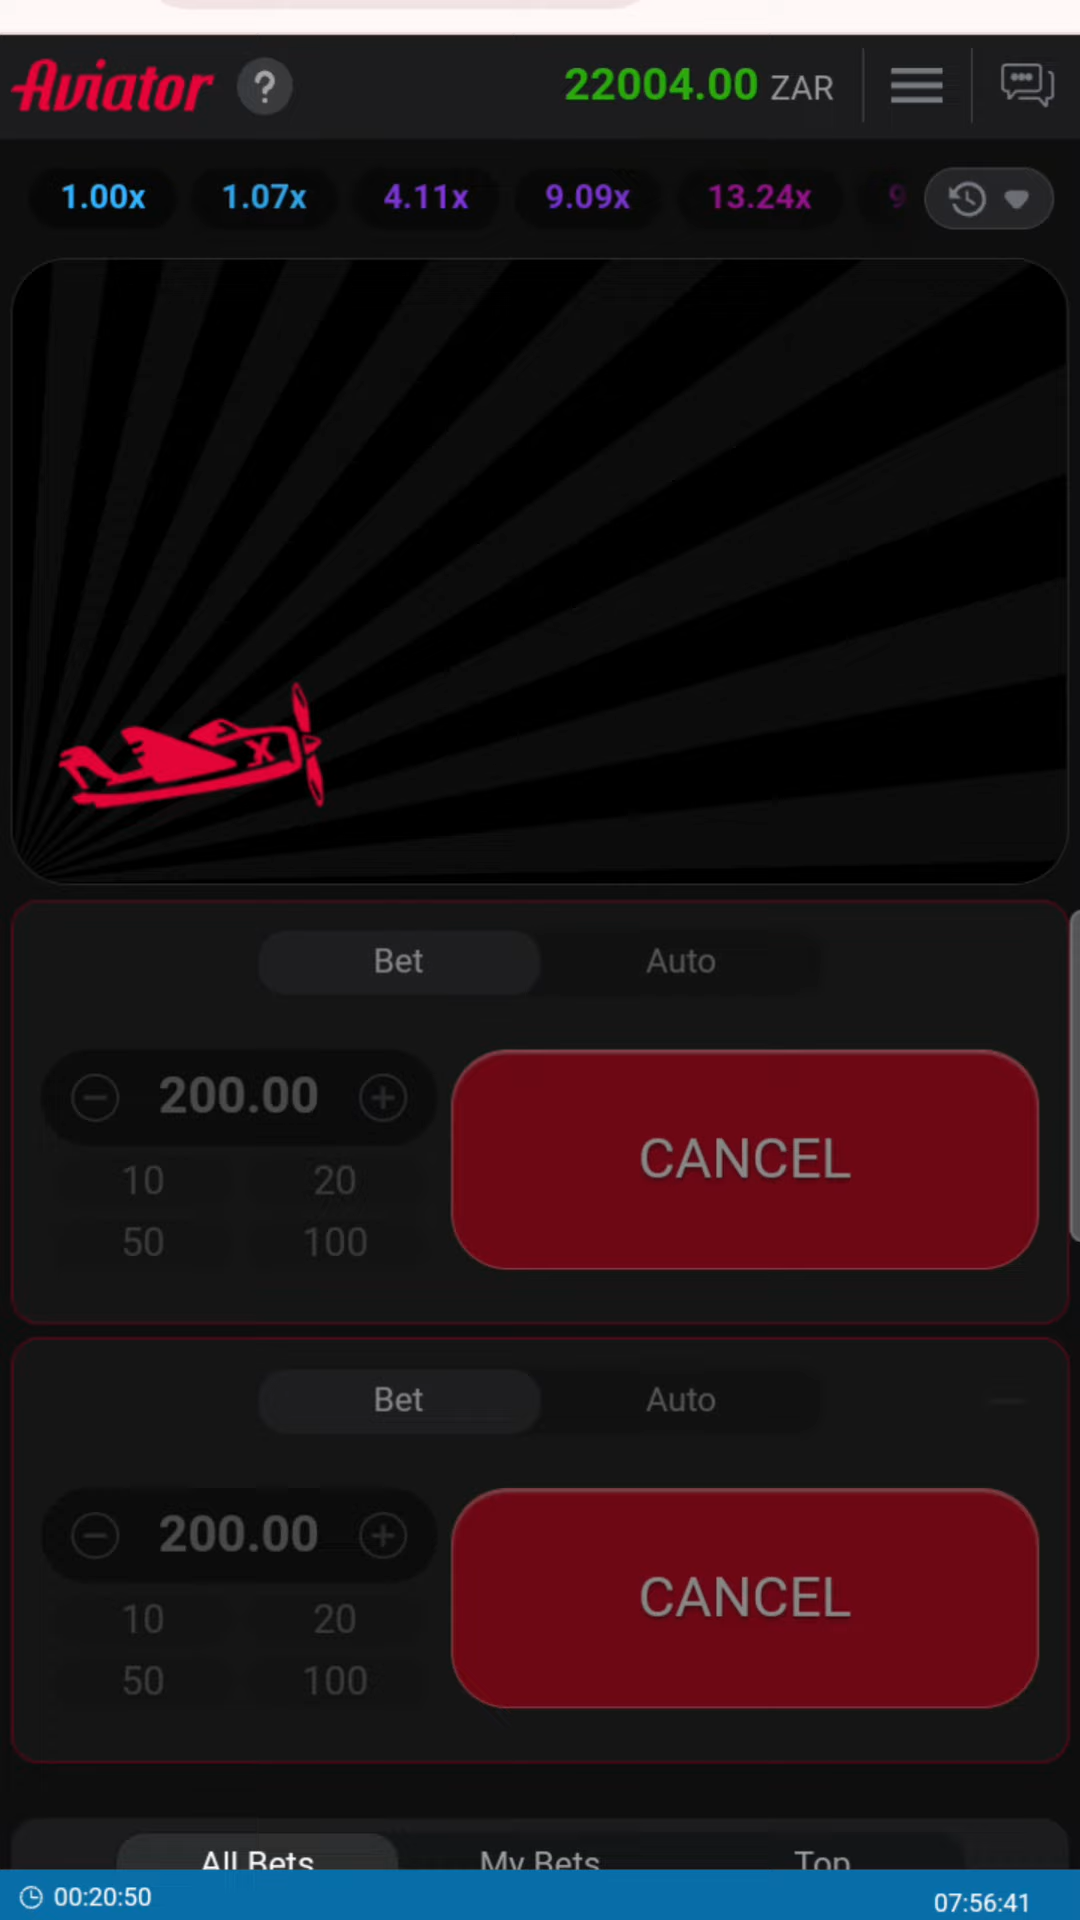 Aviator ? 22004.00 ZAR
1.00x 1.07x 4.11x 9.09x 13.24x 9
X
Bet Auto
200.00
10 20
50 100
CANCEL
Bet Auto
200.00
10 20
50 100
CANCEL
All Bets My Bets Top
00:20:50 07:56:41